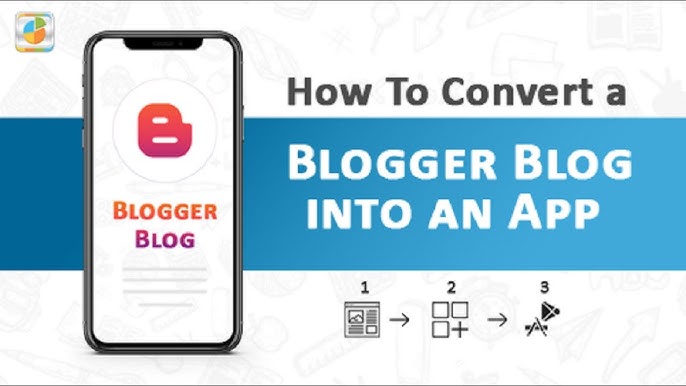 How To Convert a
Blogger Blog
into an App
Blogger
Blog
1 2 3